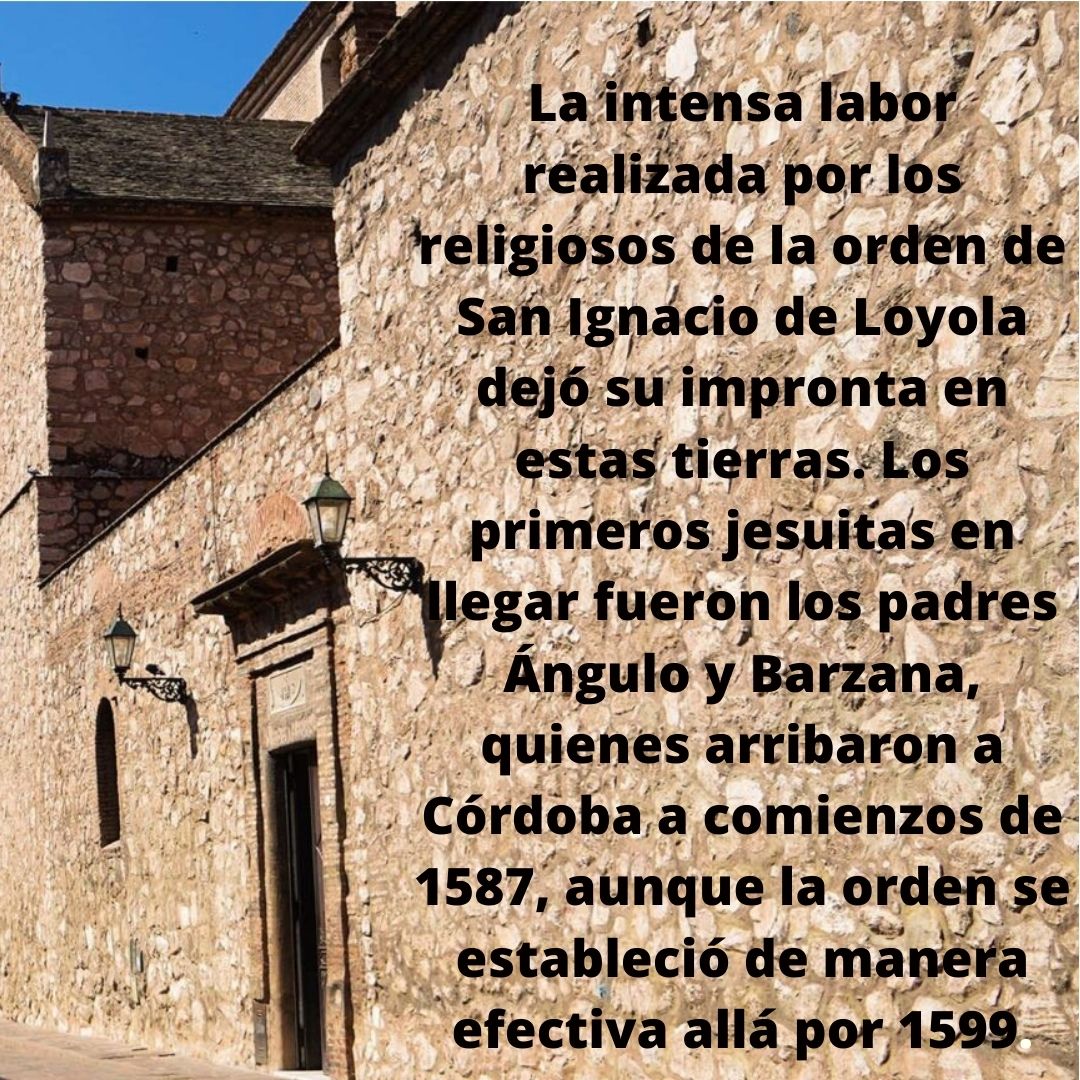 La intensa labor
realizada por los
religiosos de la orden de
San Ignacio de Loyola
dejó su impronta en
estas tierras. Los
primeros jesuitas en
llegar fueron los padres
Ángulo y Barzana,
quienes arribaron a
Córdoba a comienzos de
1587, aunque la orden se
estableció de manera
efectiva allá por 1599.